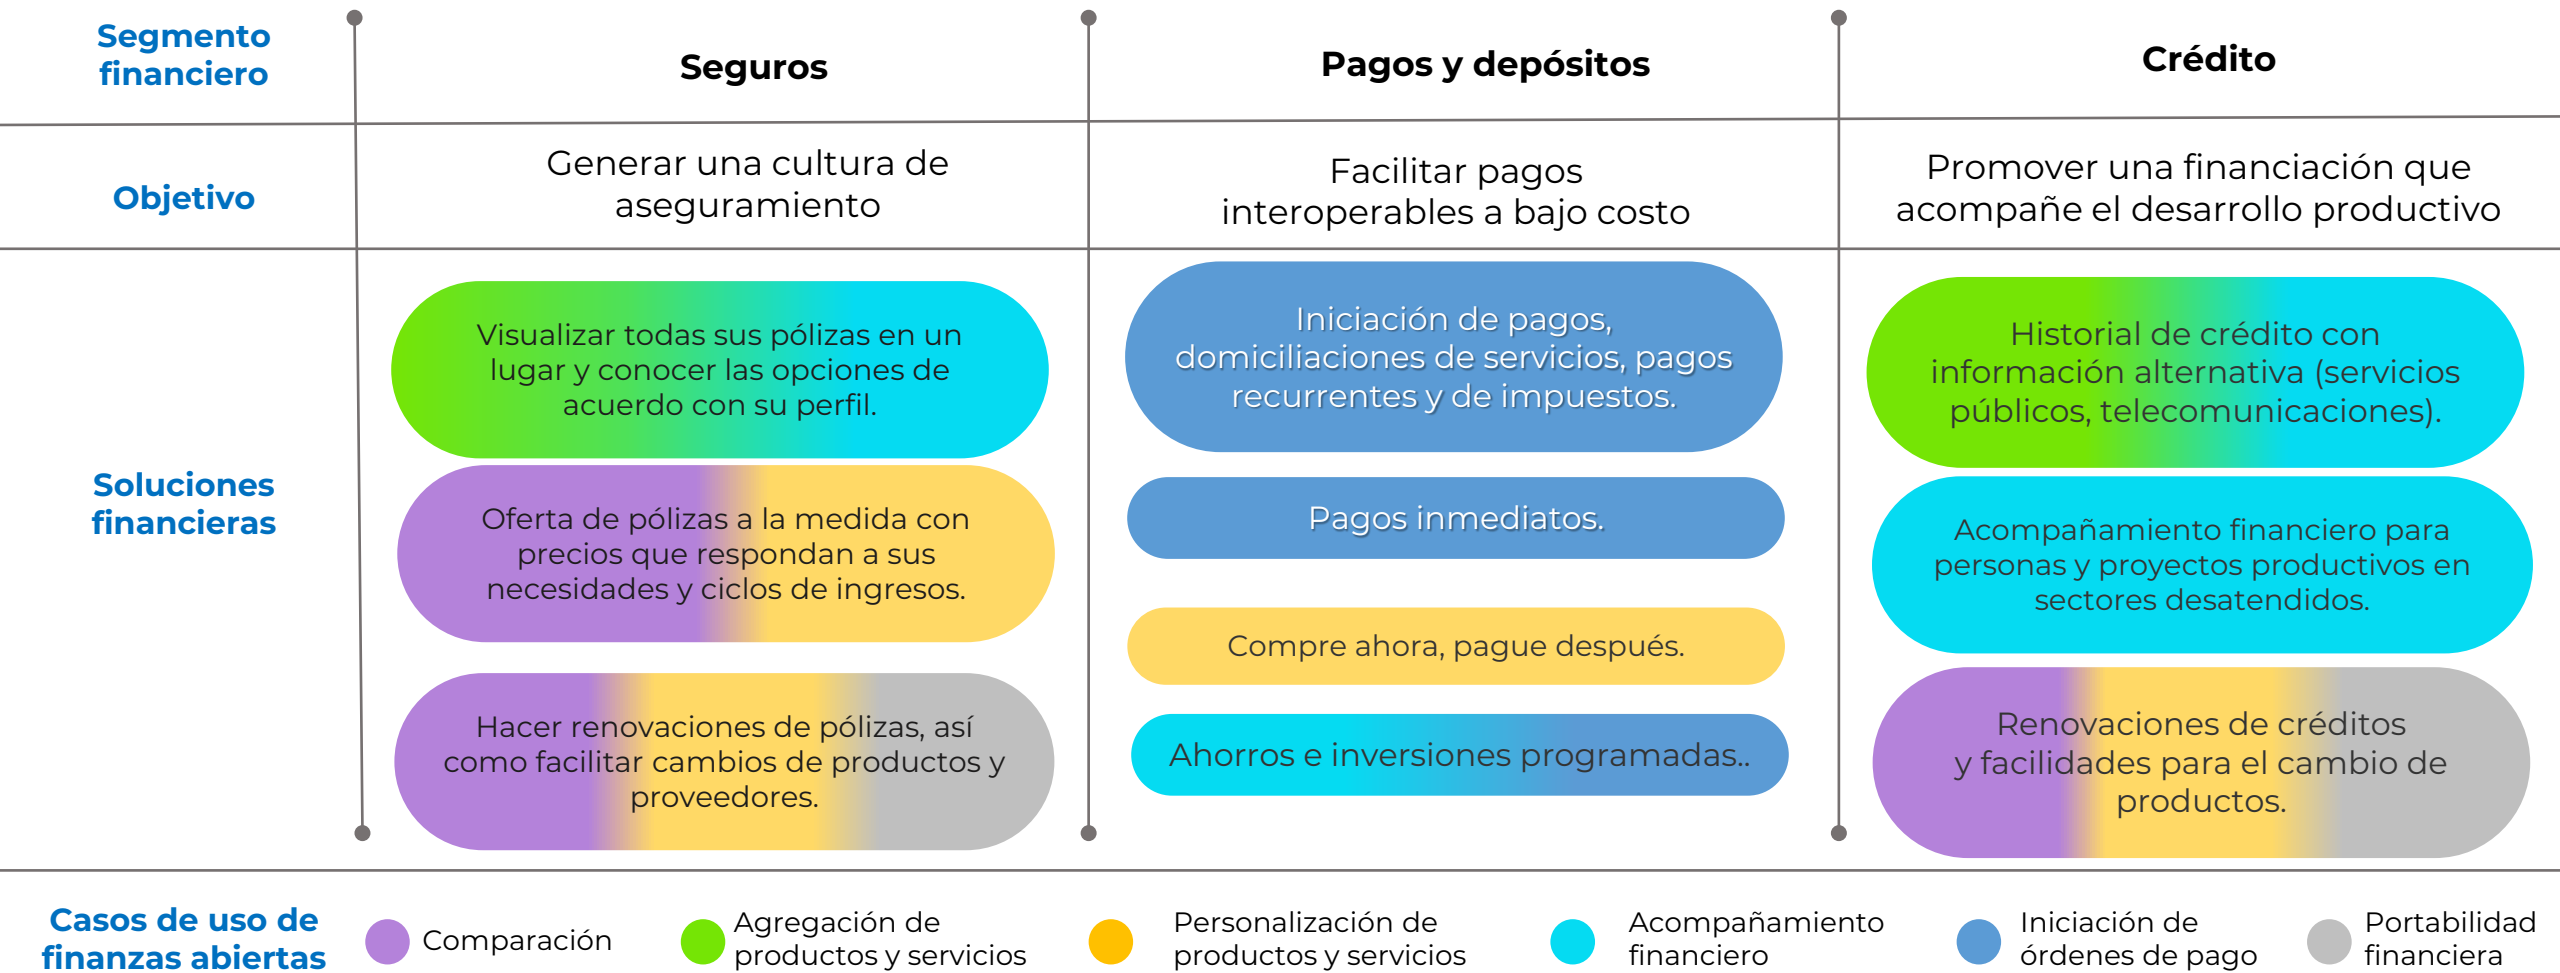 Segmento
financiero
Seguros
Pagos y depósitos
Crédito
Objetivo
Generar una cultura de
aseguramiento
Facilitar pagos
interoperables a bajo costo
Promover una financiación que
acompañe el desarrollo productivo
Soluciones
financieras
Visualizar todas sus pólizas en un
lugar y conocer las opciones de
acuerdo con su perfil.
Oferta de pólizas a la medida con
precios que respondan a sus
necesidades y ciclos de ingresos.
Hacer renovaciones de pólizas, así
como facilitar cambios de productos y
proveedores.
Iniciación de pagos,
domiciliaciones de servicios, pagos
recurrentes y de impuestos.
Pagos inmediatos.
Compre ahora, pague después.
Ahorros e inversiones programadas..
Historial de crédito con
información alternativa (servicios
públicos, telecomunicaciones).
Acompañamiento financiero para
personas y proyectos productivos en
sectores desatendidos.
Renovaciones de créditos
y facilidades para el cambio de
productos.
Casos de uso de
finanzas abiertas
Comparación
Agregación de
productos y servicios
Personalización de
productos y servicios
Acompañamiento
financiero
Iniciación de
órdenes de pago
Portabilidad
financiera